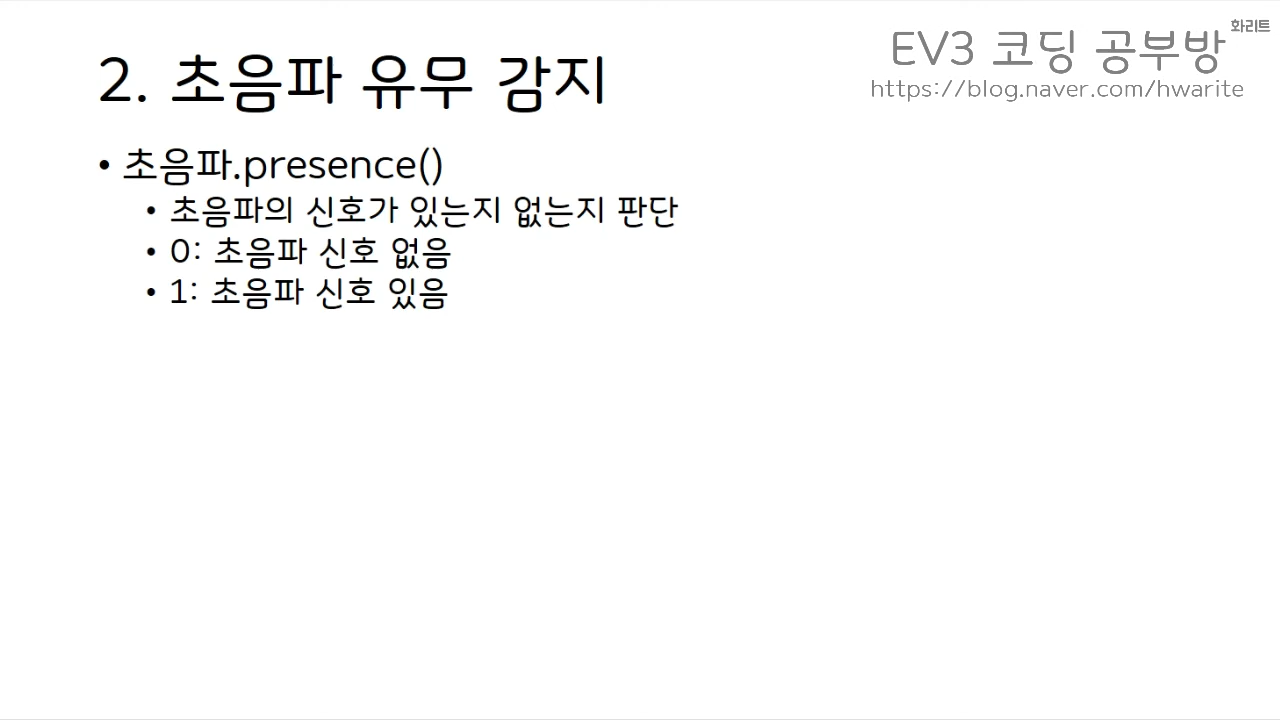 화리트
EV3 코딩 공부방
https://blog.naver.com/hwarite
2. 초음파 유무 감지
• 초음파.presence()
• 초음파의 신호가 있는지 없는지 판단
• 0: 초음파 신호 없음
• 1: 초음파 신호 있음